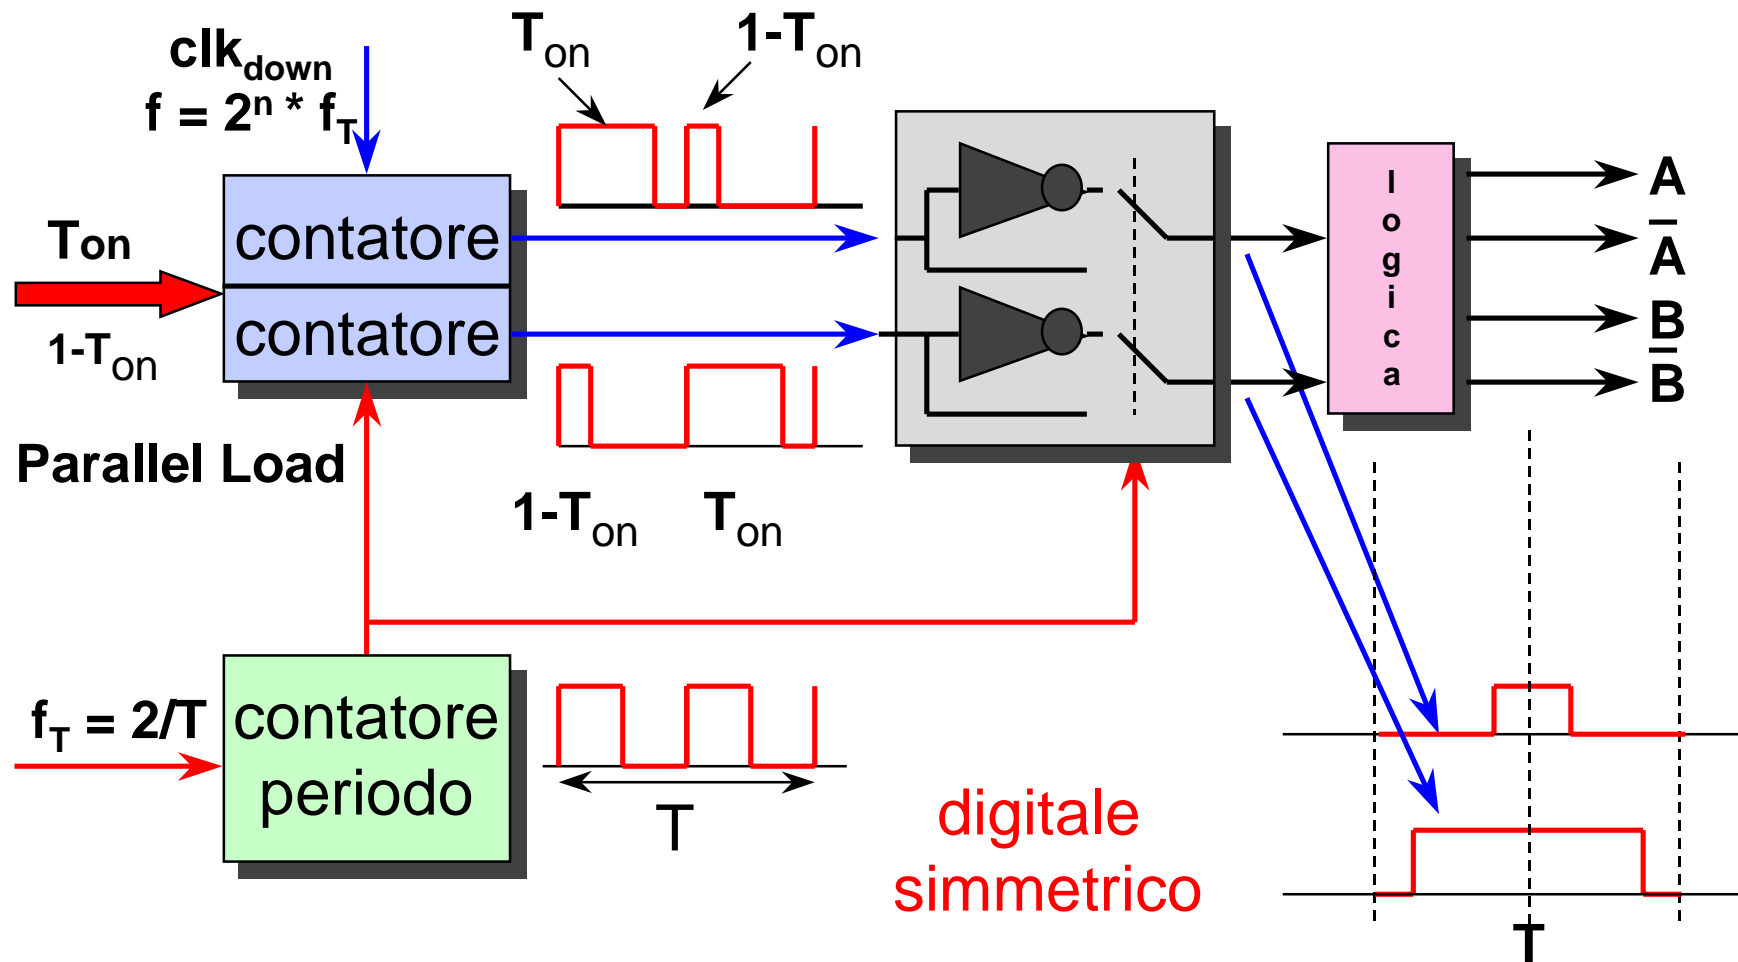 clk_down
f = 2^n * f_T
T_on
1-T_on
T_on
1-T_on
contatore
contatore
Parallel Load
1-T_on
T_on
l
o
g
i
c
a
A
A̅
B
B̅
f_T = 2/T
contatore
periodo
T
digitale
simmetrico
T